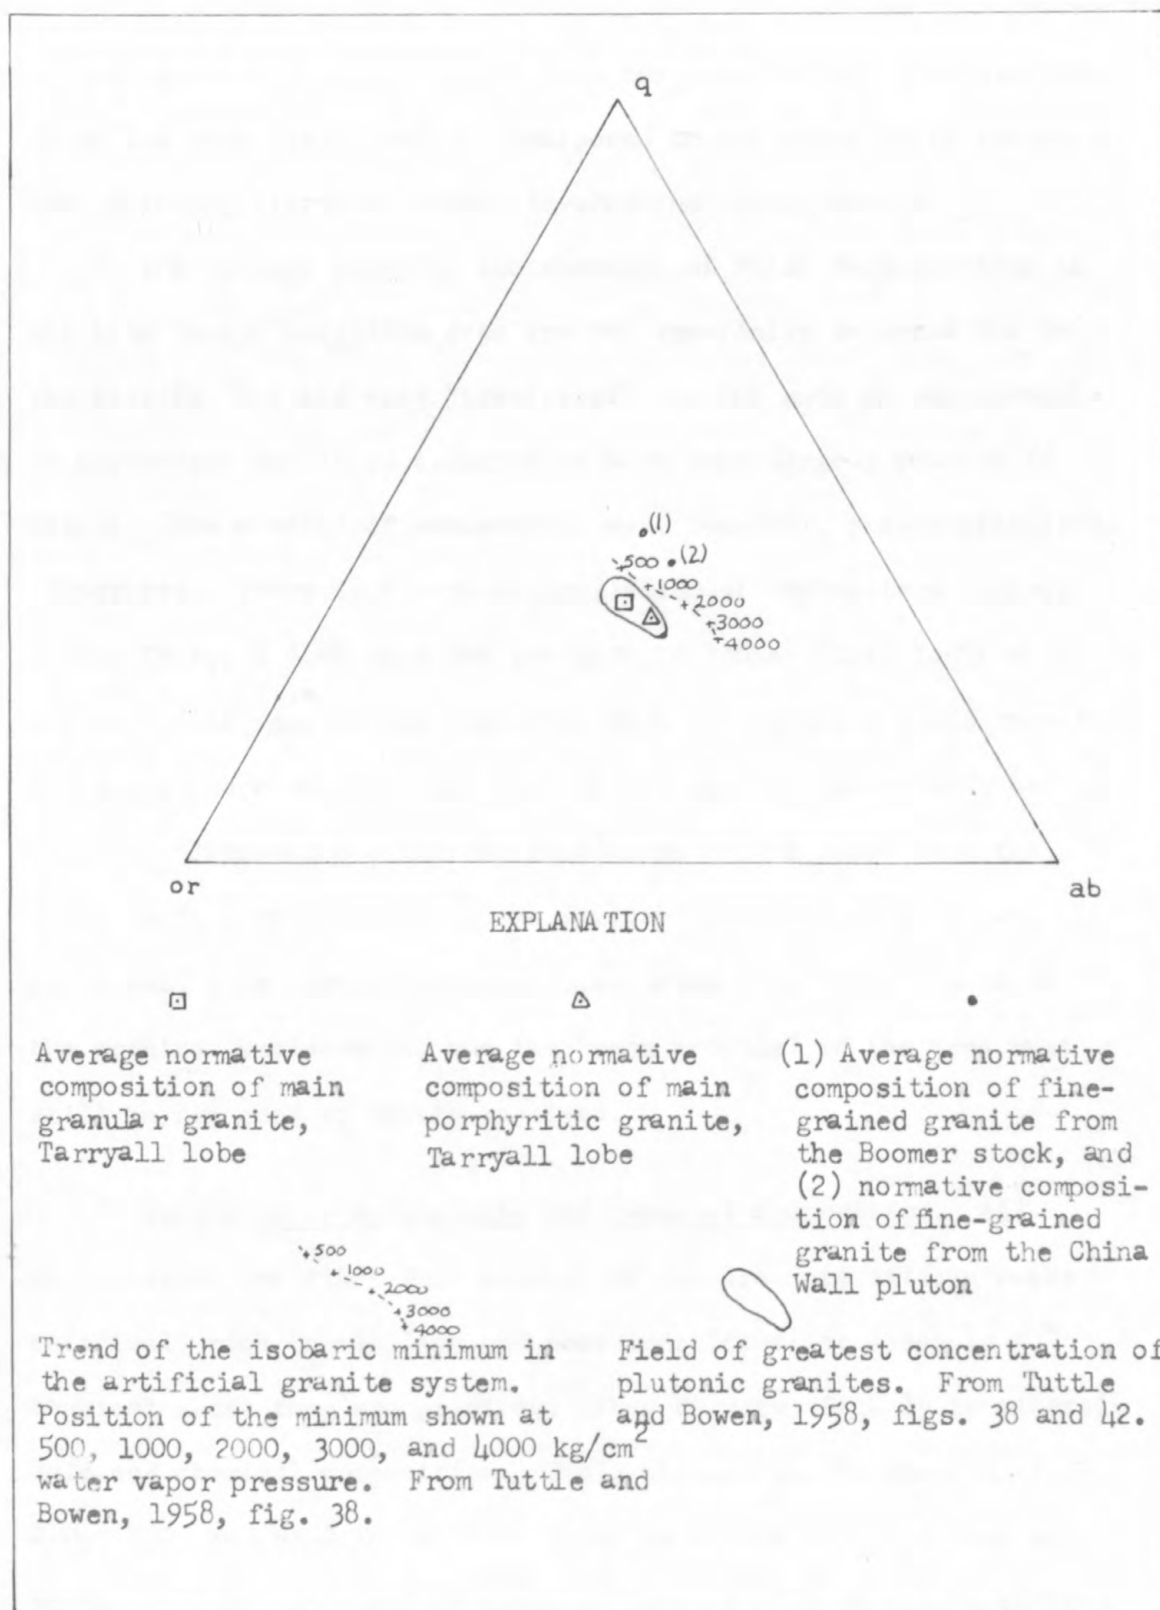 q
(1)
500 (2)
1000
2000
3000
4000
or
ab
EXPLANATION
Average normative
composition of main
granular granite,
Tarryall lobe
Average normative
composition of main
porphyritic granite,
Tarryall lobe
(1) Average normative
composition of fine-
grained granite from
the Boomer stock, and
(2) normative composi-
tion of fine-grained
granite from the China
Wall pluton
500
1000
2000
3000
4000
Trend of the isobaric minimum in
the artificial granite system.
Position of the minimum shown at
500, 1000, 2000, 3000, and 4000 kg/cm²
water vapor pressure. From Tuttle and
Bowen, 1958, fig. 38.
Field of greatest concentration of
plutonic granites. From Tuttle
and Bowen, 1958, figs. 38 and 42.